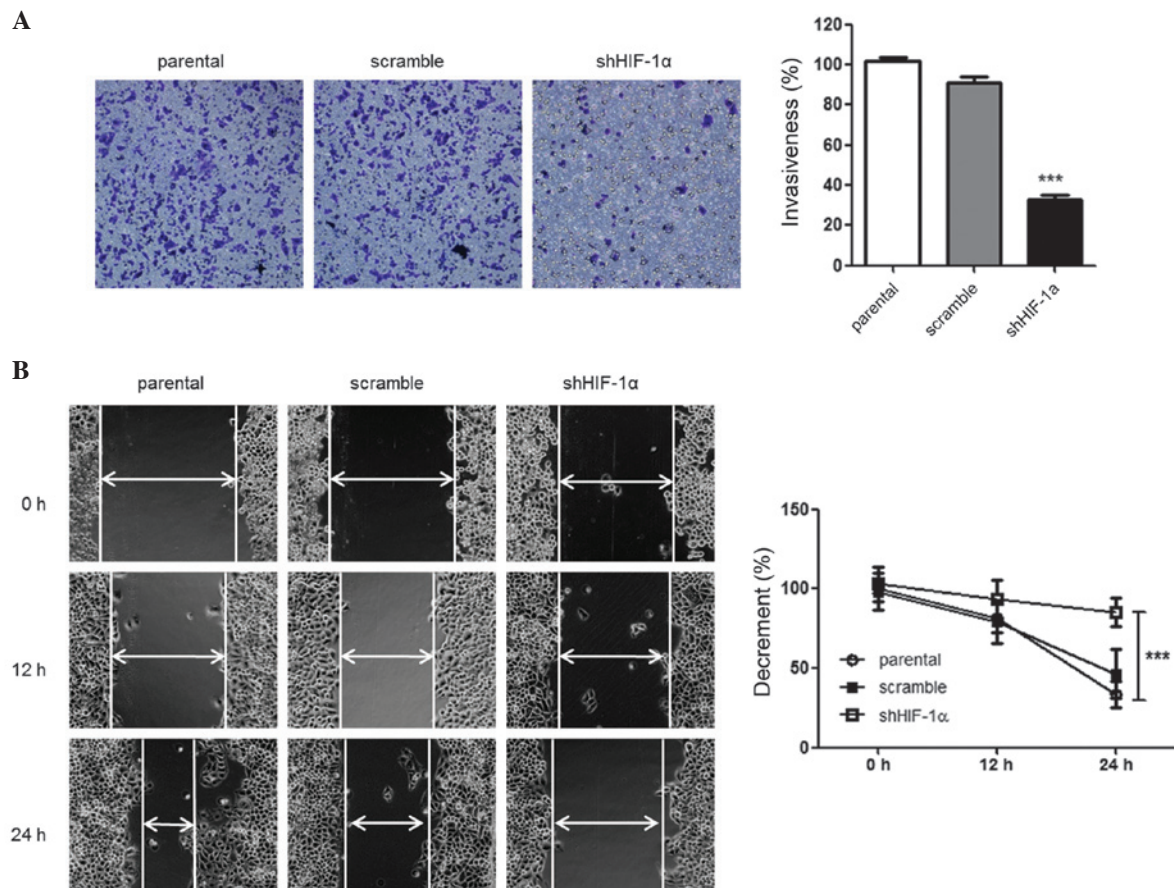 A
parental scramble shHIF-1α
Invasiveness (%)
120
100
80
60
40
20
0
***
parental
scramble
shHIF-1a
B
parental scramble shHIF-1α
0 h
12 h
24 h
Decrement (%)
150
100
50
0
parental
scramble
shHIF-1α
***
0 h 12 h 24 h